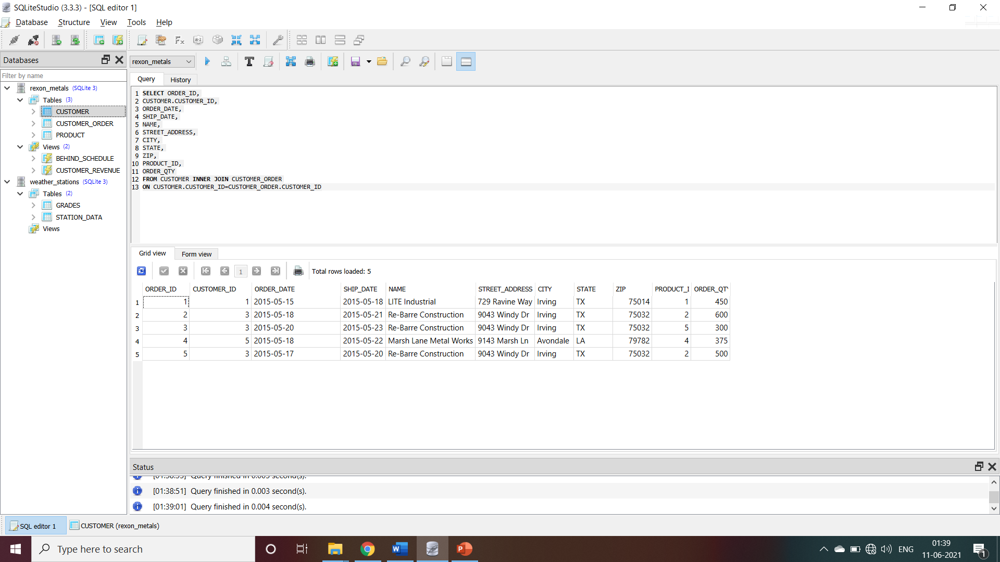 SQLiteStudio (3.3.3) - [SQL editor 1]
Database Structure View Tools Help
Databases
rexon_metals
Filter by name
rexon_metals (SQLite 3)
Tables (3)
CUSTOMER
CUSTOMER_ORDER
PRODUCT
Views (2)
BEHIND_SCHEDULE
CUSTOMER_REVENUE
weather_stations (SQLite 3)
Tables (2)
GRADES
STATION_DATA
Views
Query History
1 SELECT ORDER_ID,
2 CUSTOMER.CUSTOMER_ID,
3 ORDER_DATE,
4 SHIP_DATE,
5 NAME,
6 STREET_ADDRESS,
7 CITY,
8 STATE,
9 ZIP,
10 PRODUCT_ID,
11 ORDER_QTY
12 FROM CUSTOMER INNER JOIN CUSTOMER_ORDER
13 ON CUSTOMER.CUSTOMER_ID=CUSTOMER_ORDER.CUSTOMER_ID
Grid view Form view
1 Total rows loaded: 5
ORDER_ID CUSTOMER_ID ORDER_DATE SHIP_DATE NAME STREET_ADDRESS CITY STATE ZIP PRODUCT_I ORDER_QT
1 1 1 2015-05-15 2015-05-18 LITE Industrial 729 Ravine Way Irving TX 75014 1 450
2 2 3 2015-05-18 2015-05-21 Re-Barre Construction 9043 Windy Dr Irving TX 75032 2 600
3 3 3 2015-05-20 2015-05-23 Re-Barre Construction 9043 Windy Dr Irving TX 75032 5 300
4 4 5 2015-05-18 2015-05-22 Marsh Lane Metal Works 9143 Marsh Ln Avondale LA 79782 4 375
5 5 3 2015-05-17 2015-05-20 Re-Barre Construction 9043 Windy Dr Irving TX 75032 2 500
Status
Query finished in 0.003 second(s).
[01:38:51] Query finished in 0.003 second(s).
[01:39:01] Query finished in 0.004 second(s).
SQL editor 1 CUSTOMER (rexon_metals)
Type here to search
ENG
01:39
11-06-2021
1